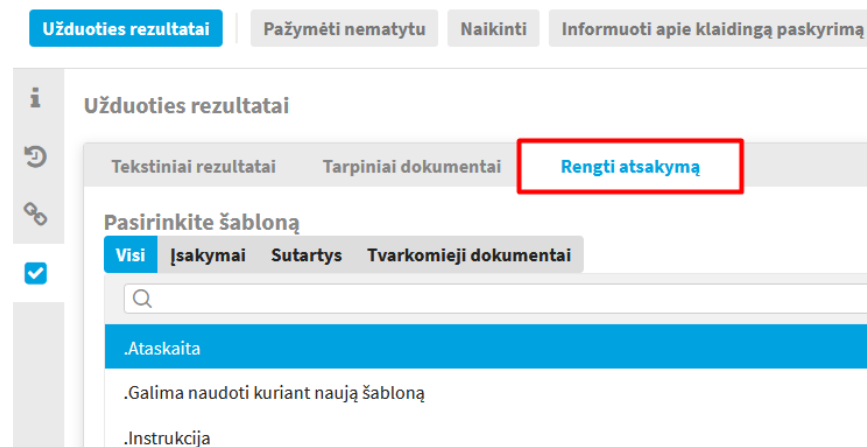 Užduoties rezultatai Pažymėti nematytu Naikinti Informuoti apie klaidingą paskyrimą
Užduoties rezultatai
Tekstiniai rezultatai Tarpiniai dokumentai Rengti atsakymą
Pasirinkite šabloną
Visi Įsakymai Sutartys Tvarkomieji dokumentai
.Ataskaita
.Galima naudoti kuriant naują šabloną
.Instrukcija